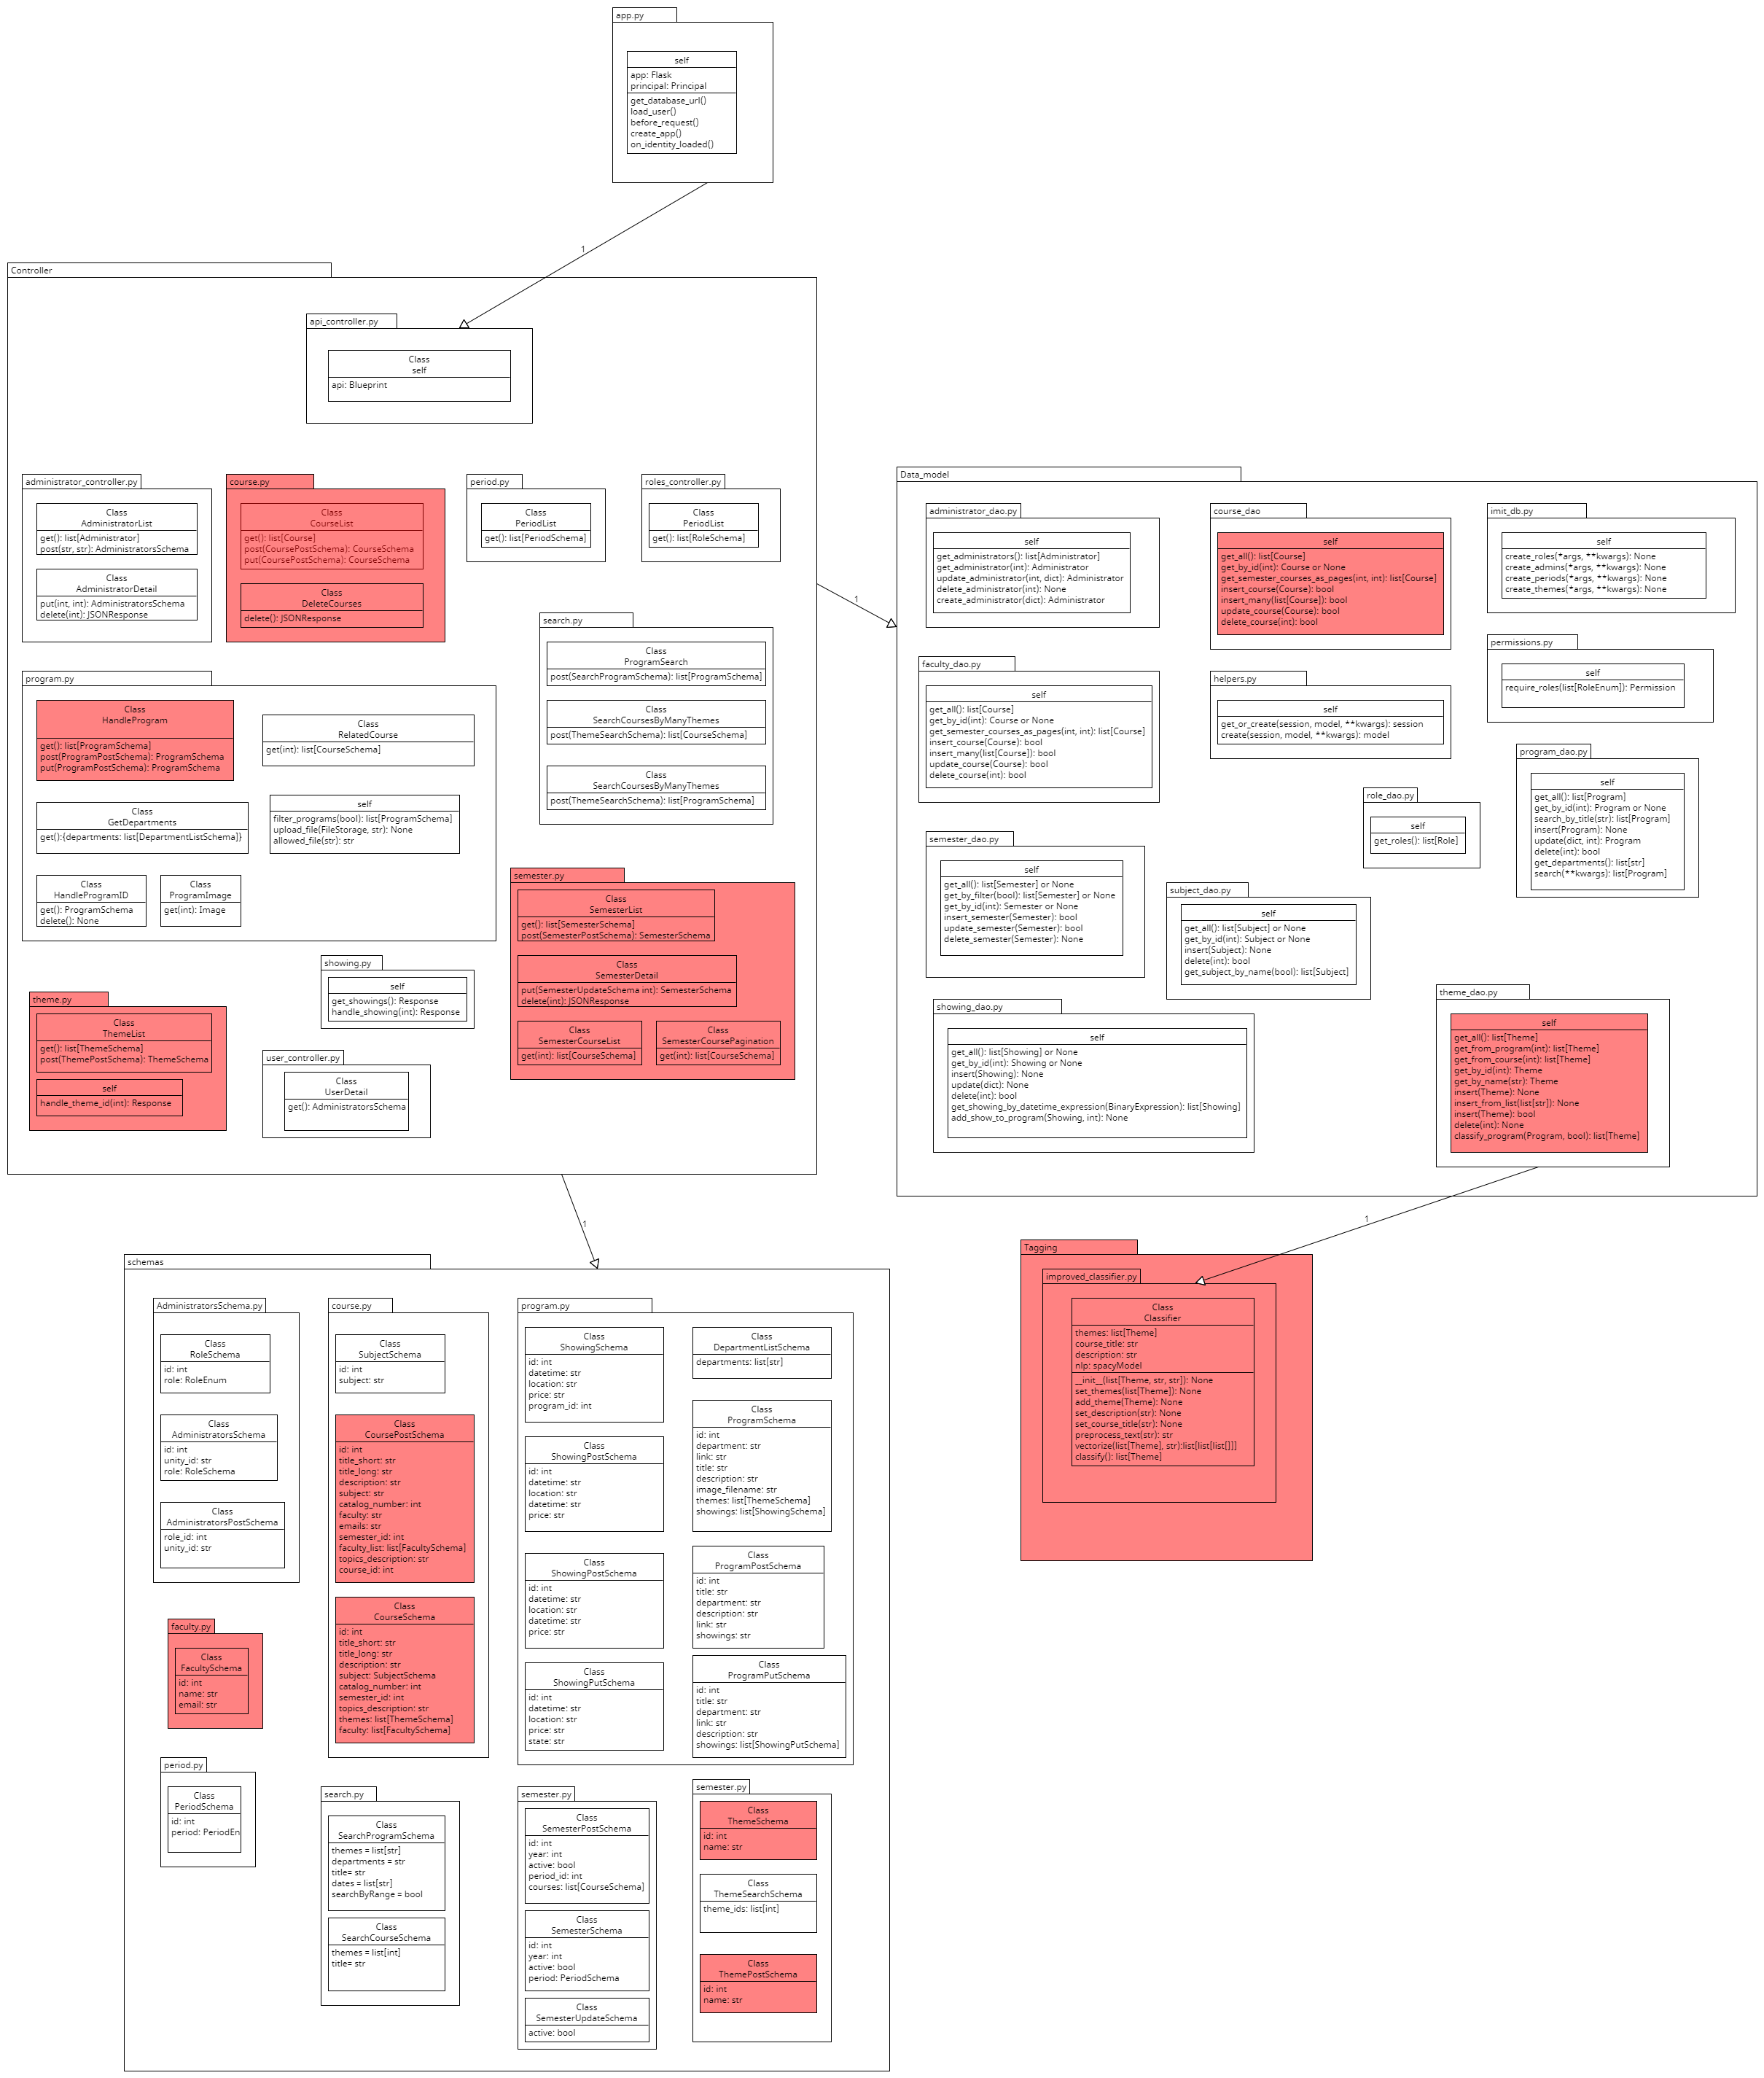 app.py
self
app: Flask
principal: Principal
get_database_url()
load_user()
before_request()
create_app()
on_identity_loaded()
1
Controller
api_controller.py
Class
self
api: Blueprint
administrator_controller.py
Class
AdministratorList
get(): list[Administrator]
post(str, str): AdministratorsSchema
Class
AdministratorDetail
put(int, int): AdministratorsSchema
delete(int): JSONResponse
course.py
Class
CourseList
get(): list[Course]
post(CoursePostSchema): CourseSchema
put(CoursePostSchema): CourseSchema
Class
DeleteCourses
delete(): JSONResponse
period.py
Class
PeriodList
get(): list[PeriodSchema]
roles_controller.py
Class
PeriodList
get(): list[RoleSchema]
search.py
Class
ProgramSearch
post(SearchProgramSchema): list[ProgramSchema]
Class
SearchCoursesByManyThemes
post(ThemeSearchSchema): list[CourseSchema]
Class
SearchCoursesByManyThemes
post(ThemeSearchSchema): list[ProgramSchema]
program.py
Class
HandleProgram
get(): list[ProgramSchema]
post(ProgramPostSchema): ProgramSchema
put(ProgramPostSchema): ProgramSchema
Class
RelatedCourse
get(int): list[CourseSchema]
Class
GetDepartments
get():{departments: list[DepartmentListSchema]}
self
filter_programs(bool): list[ProgramSchema]
upload_file(FileStorage, str): None
allowed_file(str): str
Class
HandleProgramID
get(): ProgramSchema
delete(): None
Class
ProgramImage
get(int): Image
semester.py
Class
SemesterList
get(): list[SemesterSchema]
post(SemesterPostSchema): SemesterSchema
Class
SemesterDetail
put(SemesterUpdateSchema int): SemesterSchema
delete(int): JSONResponse
Class
SemesterCourseList
get(int): list[CourseSchema]
Class
SemesterCoursePagination
get(int): list[CourseSchema]
showing.py
self
get_showings(): Response
handle_showing(int): Response
theme.py
Class
ThemeList
get(): list[ThemeSchema]
post(ThemePostSchema): ThemeSchema
self
handle_theme_id(int): Response
user_controller.py
Class
UserDetail
get(): AdministratorsSchema
1
Data_model
administrator_dao.py
self
get_administrators(): list[Administrator]
get_administrator(int): Administrator
update_administrator(int, dict): Administrator
delete_administrator(int): None
create_administrator(dict): Administrator
course_dao
self
get_all(): list[Course]
get_by_id(int): Course or None
get_semester_courses_as_pages(int, int): list[Course]
insert_course(Course): bool
insert_many(list[Course]): bool
update_course(Course): bool
delete_course(int): bool
imit_db.py
self
create_roles(*args, **kwargs): None
create_admins(*args, **kwargs): None
create_periods(*args, **kwargs): None
create_themes(*args, **kwargs): None
permissions.py
self
require_roles(list[RoleEnum]): Permission
faculty_dao.py
self
get_all(): list[Course]
get_by_id(int): Course or None
get_semester_courses_as_pages(int, int): list[Course]
insert_course(Course): bool
insert_many(list[Course]): bool
update_course(Course): bool
delete_course(int): bool
helpers.py
self
get_or_create(session, model, **kwargs): session
create(session, model, **kwargs): model
program_dao.py
self
get_all(): list[Program]
get_by_id(int): Program or None
search_by_title(str): list[Program]
insert(Program): None
update(dict, int): Program
delete(int): bool
get_departments(): list[str]
search(**kwargs): list[Program]
role_dao.py
self
get_roles(): list[Role]
semester_dao.py
self
get_all(): list[Semester] or None
get_by_filter(bool): list[Semester] or None
get_by_id(int): Semester or None
insert_semester(Semester): bool
update_semester(Semester): bool
delete_semester(Semester): None
subject_dao.py
self
get_all(): list[Subject] or None
get_by_id(int): Subject or None
insert(Subject): None
delete(int): bool
get_subject_by_name(bool): list[Subject]
showing_dao.py
self
get_all(): list[Showing] or None
get_by_id(int): Showing or None
insert(Showing): None
update(dict): None
delete(int): bool
get_showing_by_datetime_expression(BinaryExpression): list[Showing]
add_show_to_program(Showing, int): None
theme_dao.py
self
get_all(): list[Theme]
get_from_program(int): list[Theme]
get_from_course(int): list[Theme]
get_by_id(int): Theme
get_by_name(str): Theme
insert(Theme): None
insert_from_list(list[str]): None
insert(Theme): bool
delete(int): None
classify_program(Program, bool): list[Theme]
1
1
Tagging
improved_classifier.py
Class
Classifier
themes: list[Theme]
course_title: str
description: str
nlp: spacyModel
__init__(list[Theme, str, str]): None
set_themes(list[Theme]): None
add_theme(Theme): None
set_description(str): None
set_course_title(str): None
preprocess_text(str): str
vectorize(list[Theme], str):list[list[list[]]]
classify(): list[Theme]
schemas
AdministratorsSchema.py
Class
RoleSchema
id: int
role: RoleEnum
Class
AdministratorsSchema
id: int
unity_id: str
role: RoleSchema
Class
AdministratorsPostSchema
role_id: int
unity_id: str
course.py
Class
SubjectSchema
id: int
subject: str
Class
CoursePostSchema
id: int
title_short: str
title_long: str
description: str
subject: str
catalog_number: int
faculty: str
emails: str
semester_id: int
faculty_list: list[FacultySchema]
topics_description: str
course_id: int
Class
CourseSchema
id: int
title_short: str
title_long: str
description: str
subject: SubjectSchema
catalog_number: int
semester_id: int
topics_description: str
themes: list[ThemeSchema]
faculty: list[FacultySchema]
program.py
Class
ShowingSchema
id: int
datetime: str
location: str
price: str
program_id: int
Class
ShowingPostSchema
id: int
datetime: str
location: str
datetime: str
price: str
Class
ShowingPostSchema
id: int
datetime: str
location: str
datetime: str
price: str
Class
ShowingPutSchema
id: int
datetime: str
location: str
price: str
state: str
Class
DepartmentListSchema
departments: list[str]
Class
ProgramSchema
id: int
department: str
link: str
title: str
description: str
image_filename: str
themes: list[ThemeSchema]
showings: list[ShowingSchema]
Class
ProgramPostSchema
id: int
title: str
department: str
description: str
link: str
showings: str
Class
ProgramPutSchema
id: int
title: str
department: str
link: str
description: str
showings: list[ShowingPutSchema]
faculty.py
Class
FacultySchema
id: int
name: str
email: str
period.py
Class
PeriodSchema
id: int
period: PeriodEn
search.py
Class
SearchProgramSchema
themes = list[str]
departments = str
title= str
dates = list[str]
searchByRange = bool
Class
SearchCourseSchema
themes = list[int]
title= str
semester.py
Class
SemesterPostSchema
id: int
year: int
active: bool
period_id: int
courses: list[CourseSchema]
Class
SemesterSchema
id: int
year: int
active: bool
period: PeriodSchema
Class
SemesterUpdateSchema
active: bool
semester.py
Class
ThemeSchema
id: int
name: str
Class
ThemeSearchSchema
theme_ids: list[int]
Class
ThemePostSchema
id: int
name: str